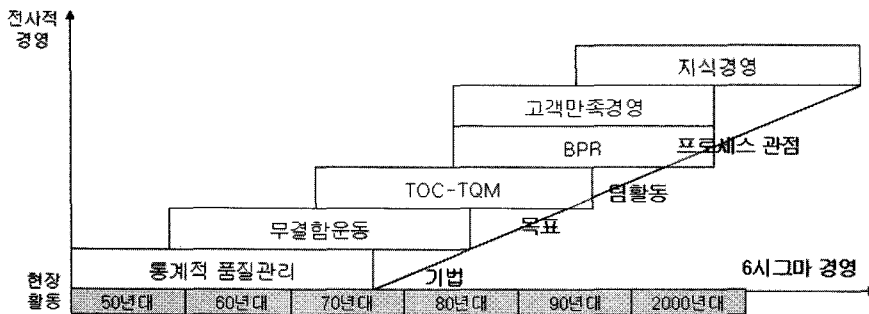 전사적
경영
지식경영
고객만족경영
BPR
프로세스 관점
TOC-TQM
팀활동
무결함운동
목표
통계적 품질관리
기법
6시그마 경영
현장
활동
50년대
60년대
70년대
80년대
90년대
2000년대